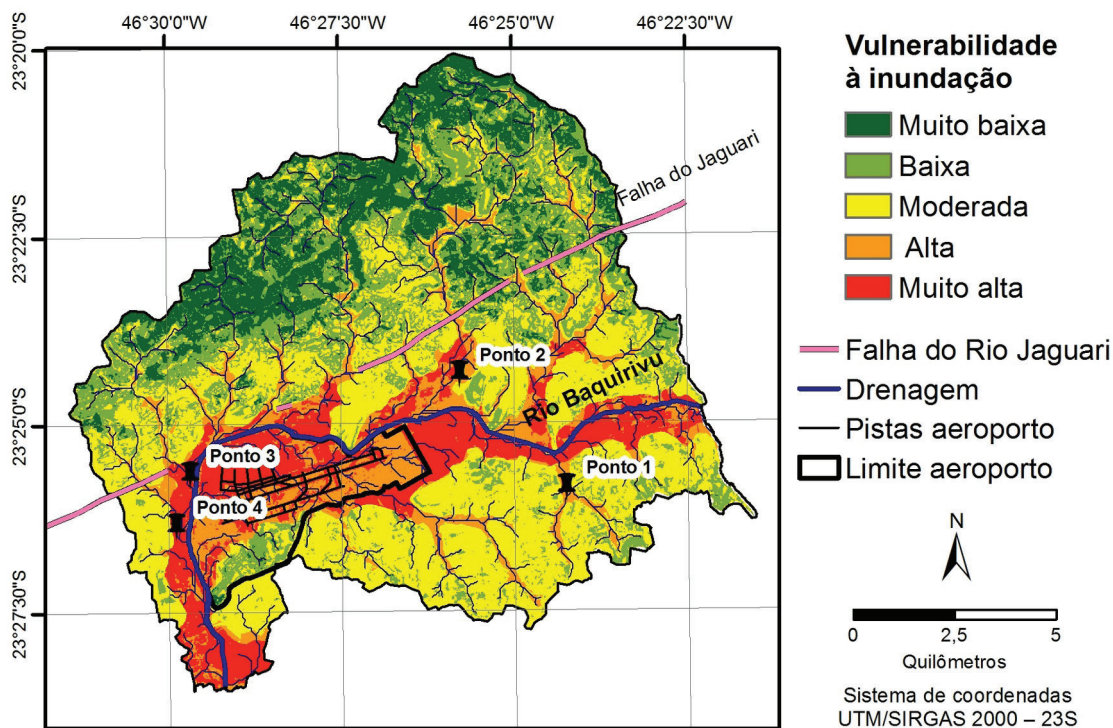 46°30'0"W
46°27'30"W
46°25'0"W
46°22'30"W
23°20'0"S
23°22'30"S
23°25'0"S
23°27'30"S
Falha do Jaguari
Ponto 2
Rio Baquirivu
Ponto 3
Ponto 1
Ponto 4
Vulnerabilidade
à inundação
Muito baixa
Baixa
Moderada
Alta
Muito alta
Falha do Rio Jaguari
Drenagem
Pistas aeroporto
Limite aeroporto
N
0 2,5 5
Quilômetros
Sistema de coordenadas
UTM/SIRGAS 2000 – 23S